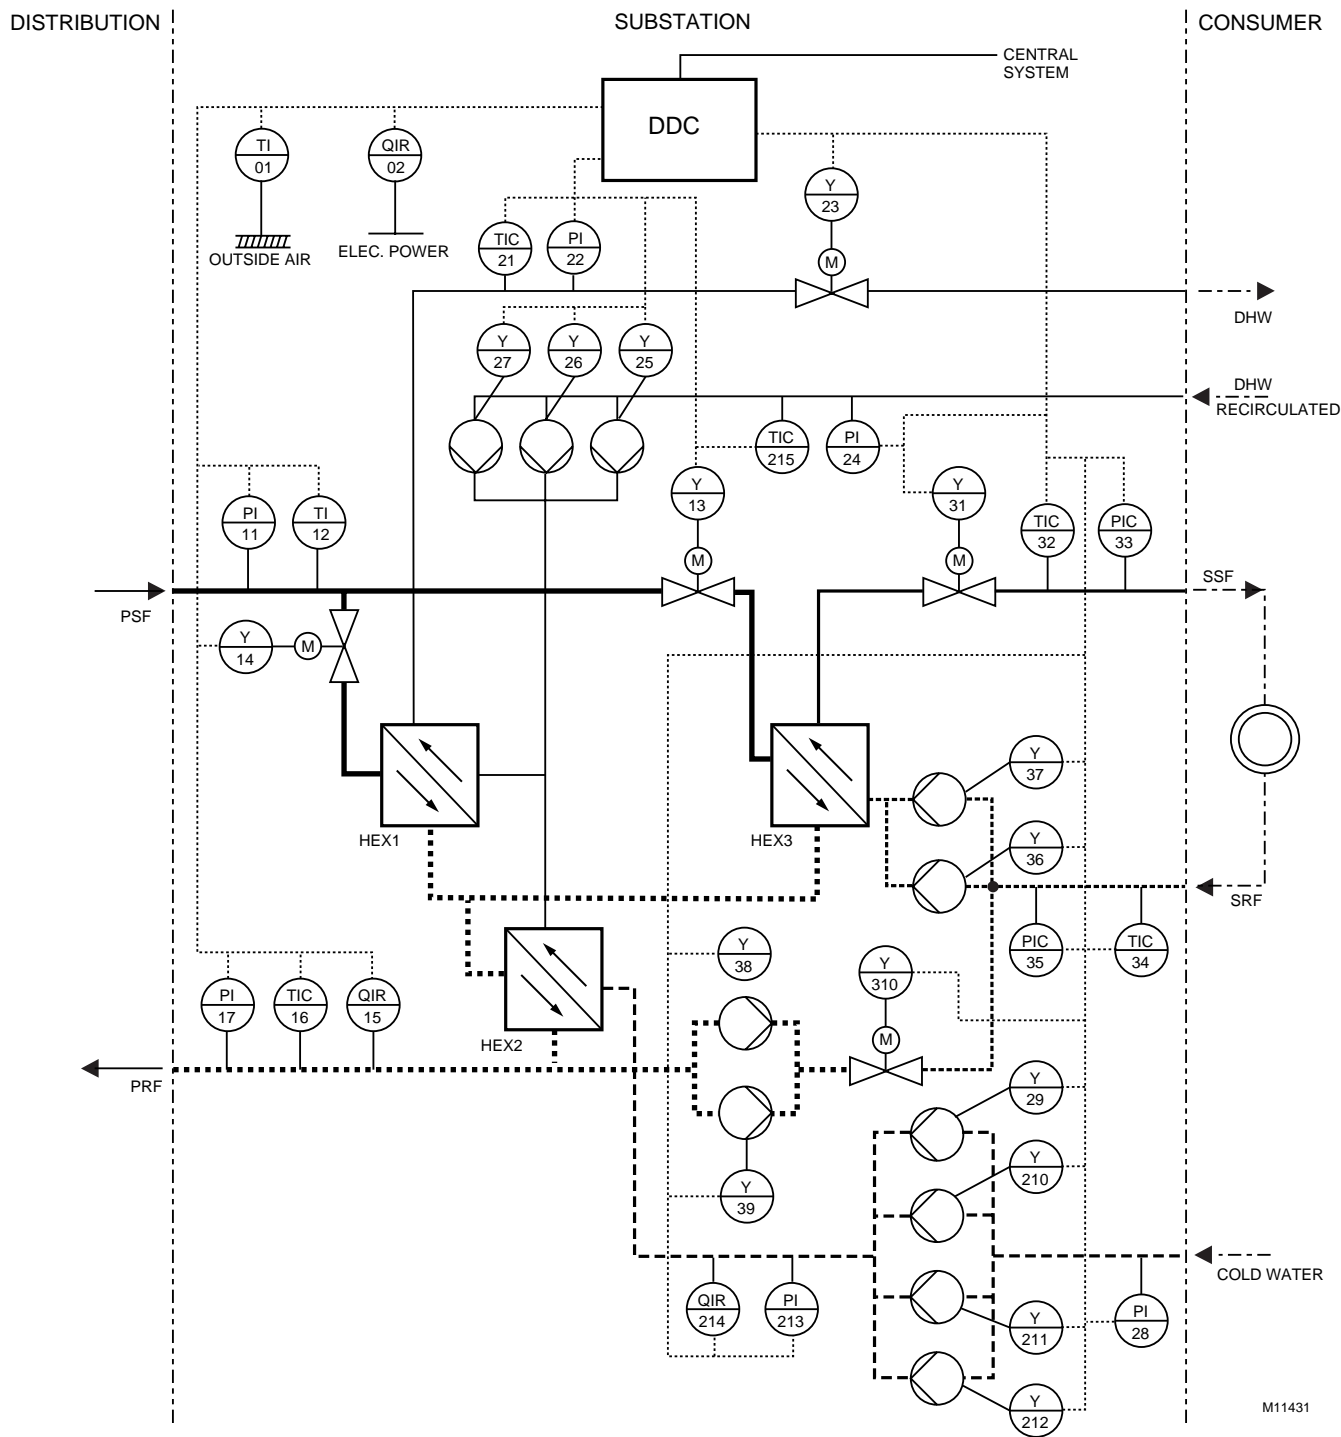 DISTRIBUTION
SUBSTATION
CONSUMER
CENTRAL
SYSTEM
DDC
TI
01
QIR
02
OUTSIDE AIR
ELEC. POWER
Y
23
TIC
21
PI
22
M
DHW
Y
27
Y
26
Y
25
DHW
RECIRCULATED
TIC
215
PI
24
PI
11
TI
12
Y
13
Y
31
TIC
32
PIC
33
M
M
PSF
SSF
Y
14
M
HEX1
HEX3
Y
37
Y
36
SRF
PIC
35
TIC
34
Y
38
Y
310
PI
17
TIC
16
QIR
15
HEX2
M
PRF
Y
29
Y
210
Y
39
COLD WATER
QIR
214
PI
213
Y
211
PI
28
Y
212
M11431